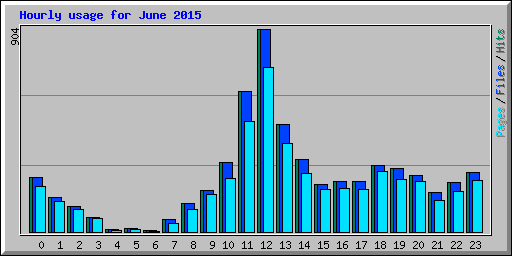 Hourly usage for June 2015
904
Pages/Files/Hits
0 1 2 3 4 5 6 7 8 9 10 11 12 13 14 15 16 17 18 19 20 21 22 23